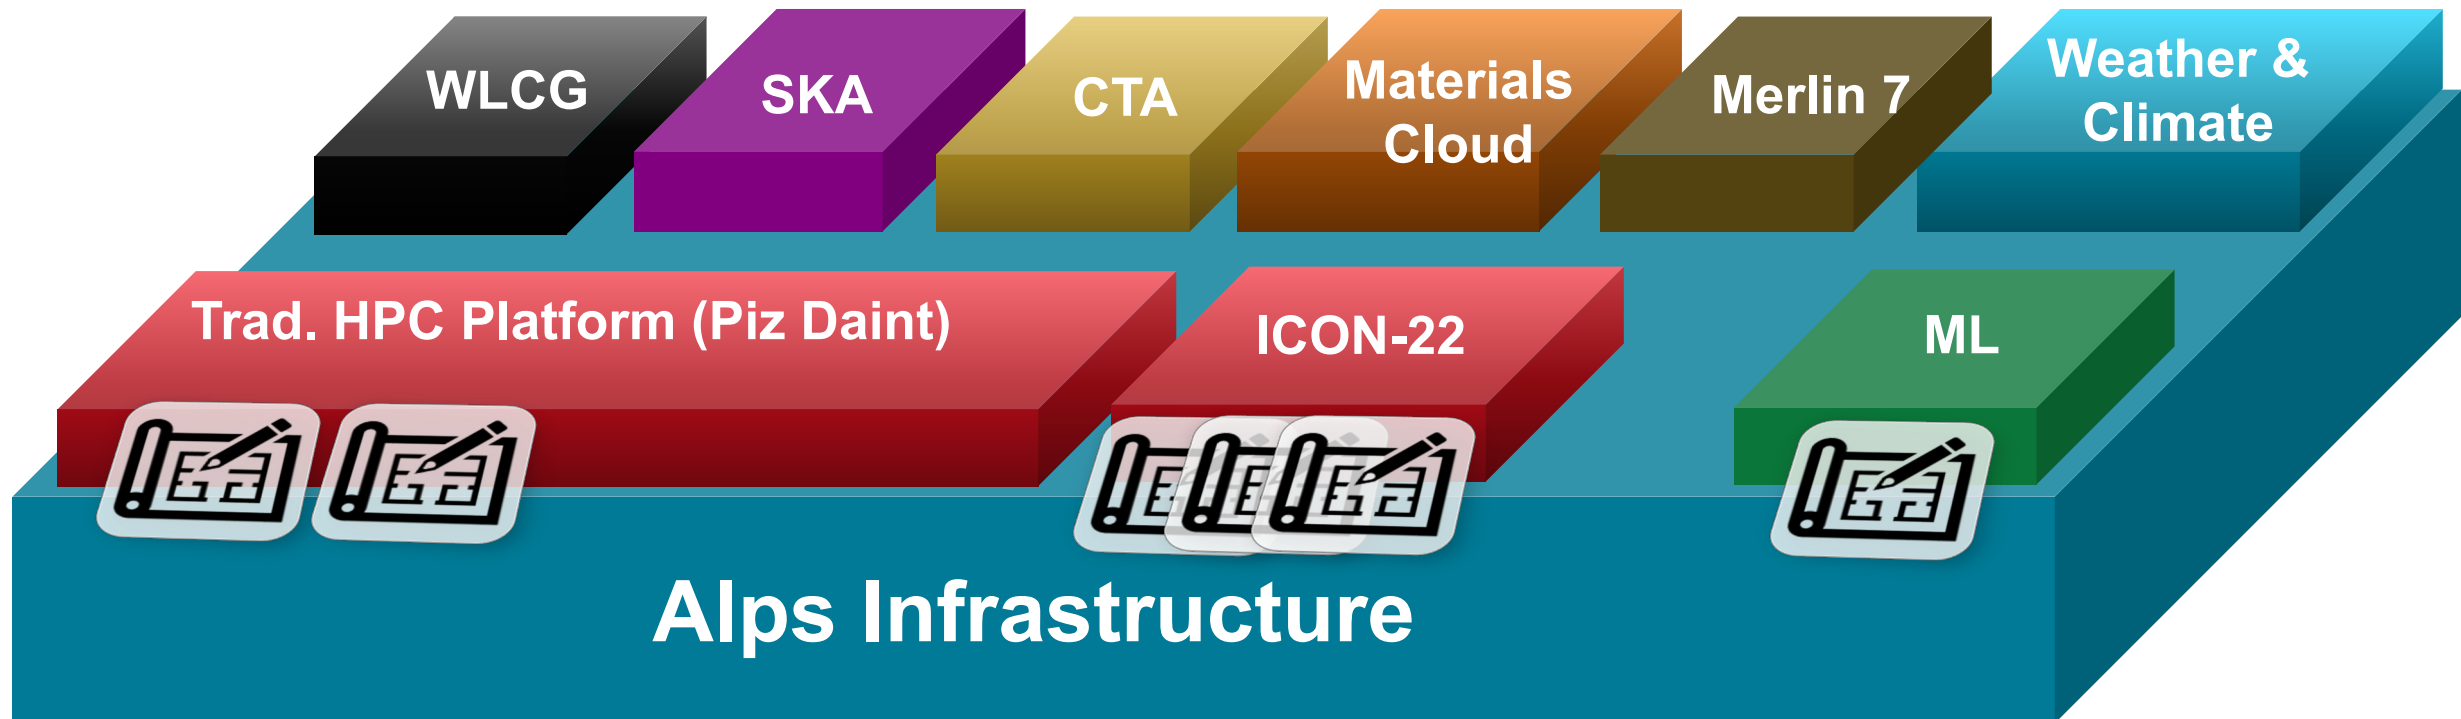 WLCG
SKA
CTA
Materials
Cloud
Merlin 7
Weather &
Climate
Trad. HPC Platform (Piz Daint)
ICON-22
ML
Alps Infrastructure